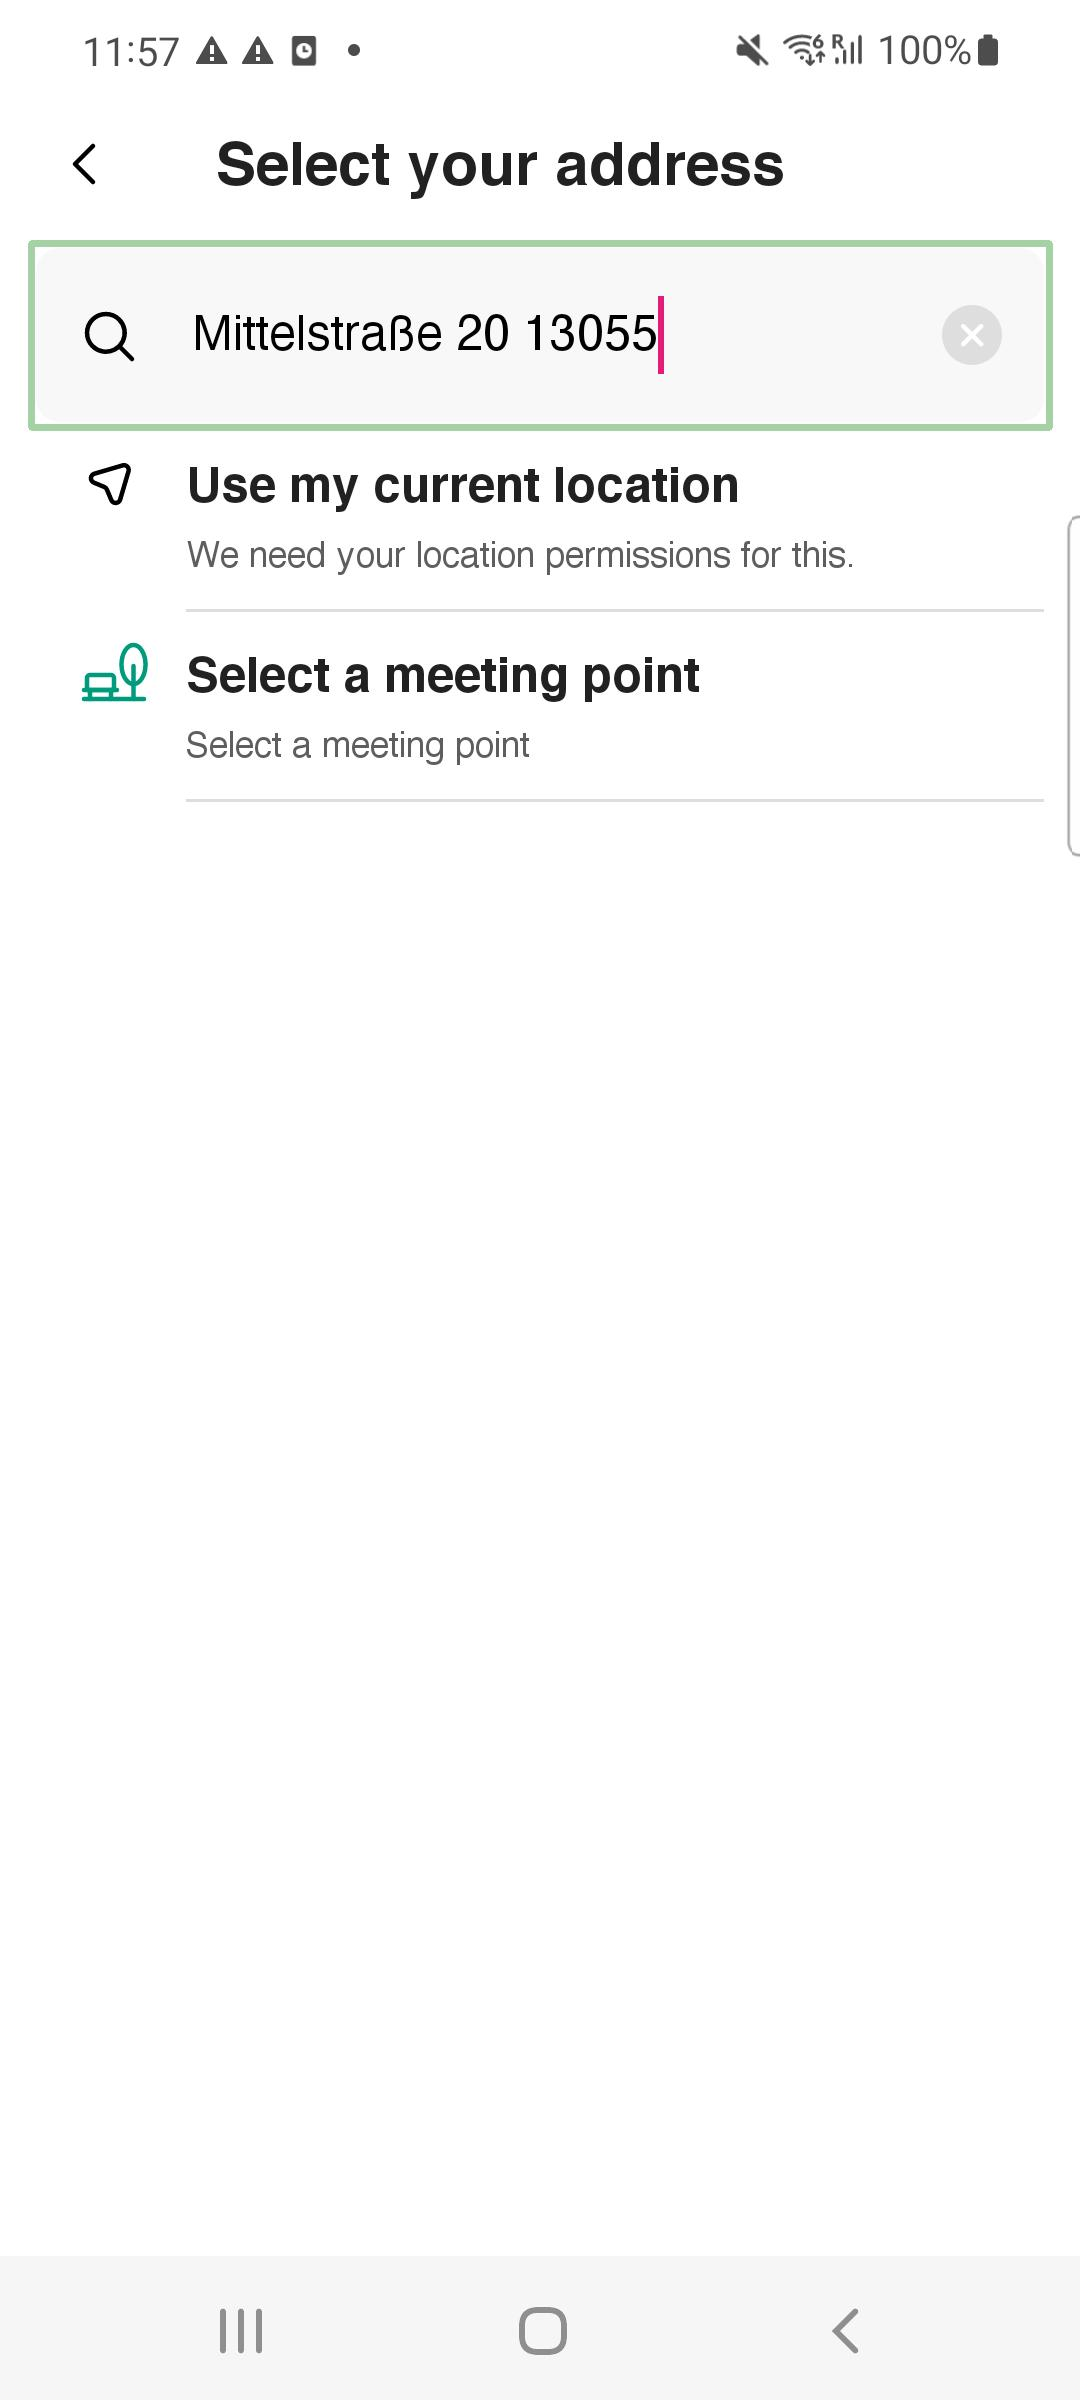 11:57
100%
Select your address
Mittelstraße 20 13055
Use my current location
We need your location permissions for this.
Select a meeting point
Select a meeting point